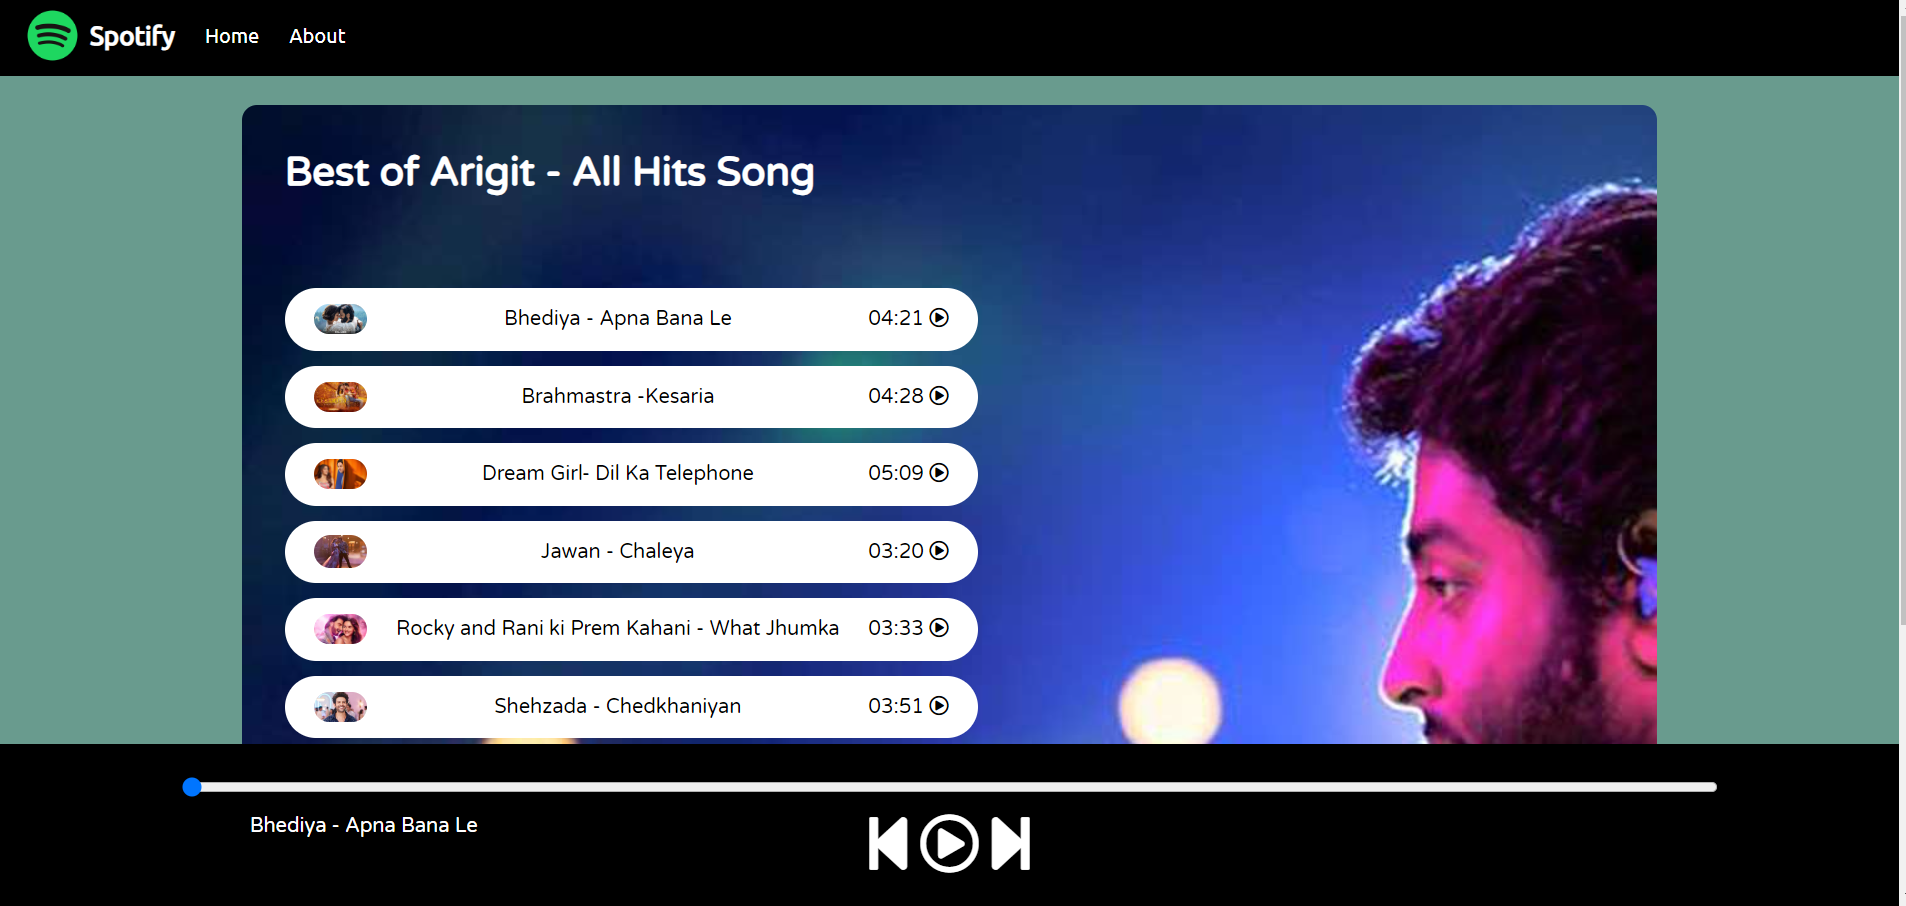 Spotify Home About
Best of Arigit - All Hits Song
Bhediya - Apna Bana Le 04:21
Brahmastra -Kesaria 04:28
Dream Girl- Dil Ka Telephone 05:09
Jawan - Chaleya 03:20
Rocky and Rani ki Prem Kahani - What Jhumka 03:33
Shehzada - Chedkhaniyan 03:51
Bhediya - Apna Bana Le